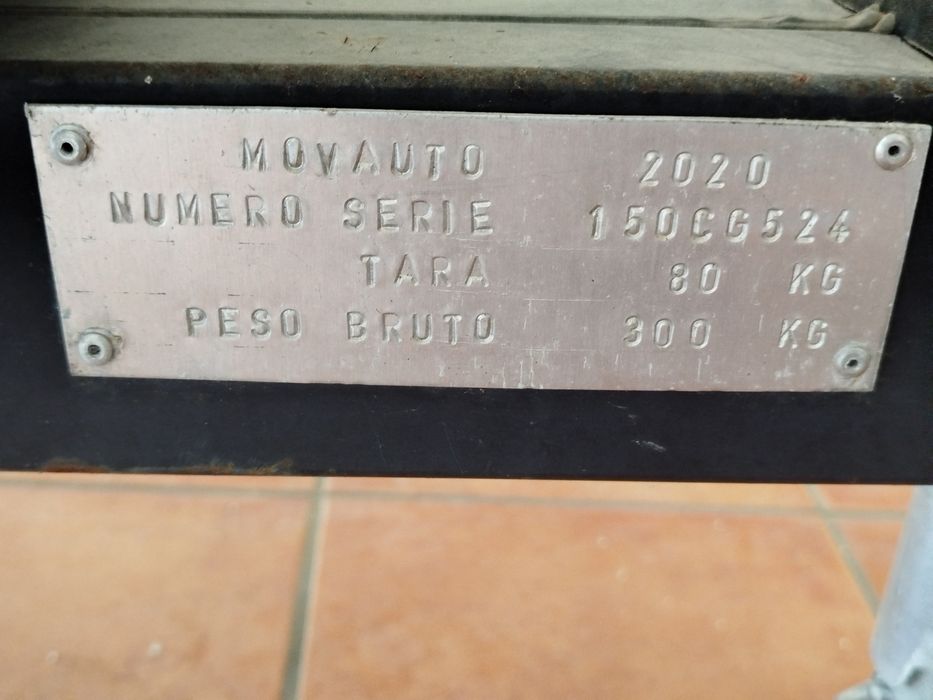 MOVAUTO 2020
NUMERO SERIE 150CG524
TARA 80 KG
PESO BRUTO 300 KG